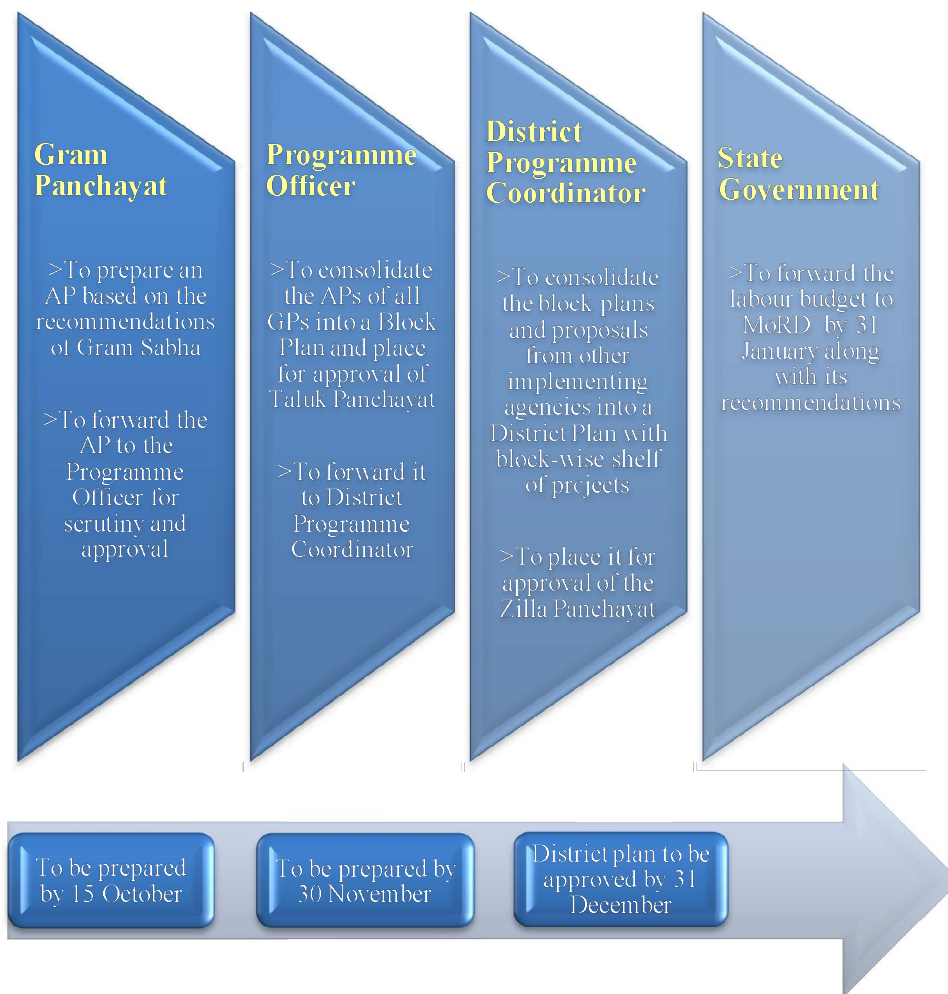 Gram
Panchayat
>To prepare an
AP based on the
recommendations
of Gram Sabha
>To forward the
AP to the
Programme
Officer for
scrutiny and
approval
Programme
Officer
>To consolidate
the APs of all
GPs into a Block
Plan and place
for approval of
Taluk Panchayat
>To forward it
to District
Programme
Coordinator
District
Programme
Coordinator
>To consolidate
the block plans
and proposals
from other
implementing
agencies into a
District Plan with
block-wise shelf
of projects
>To place it for
approval of the
Zilla Panchayat
State
Government
>To forward the
labour budget to
MoRD by 31
January along
with its
recommendations
To be prepared
by 15 October
To be prepared by
30 November
District plan to be
approved by 31
December